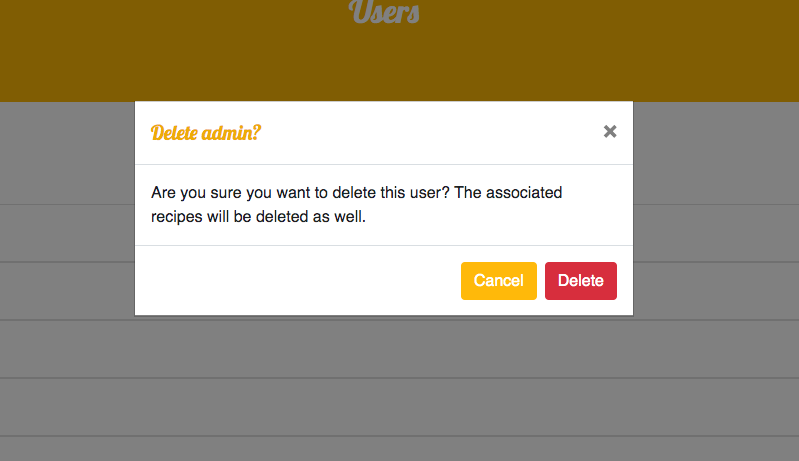 Users
Delete admin?
×
Are you sure you want to delete this user? The associated
recipes will be deleted as well.
Cancel
Delete